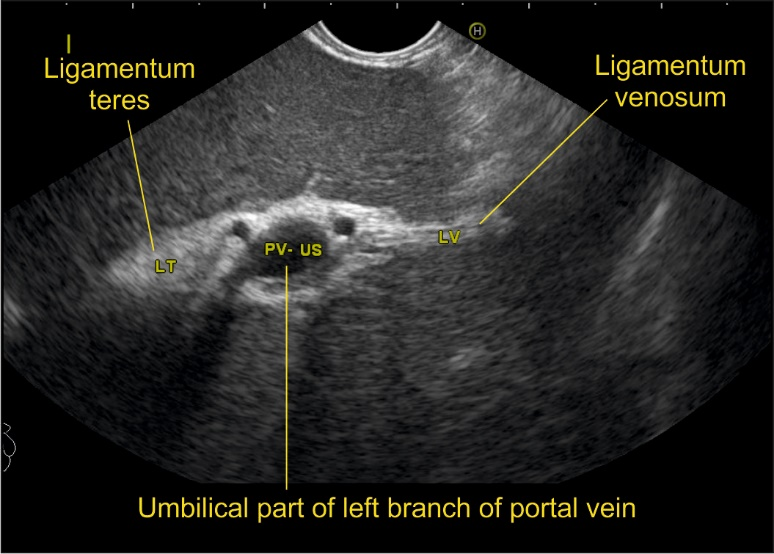 H
Ligamentum
teres
Ligamentum
venosum
LT
PV- US
LV
Umbilical part of left branch of portal vein